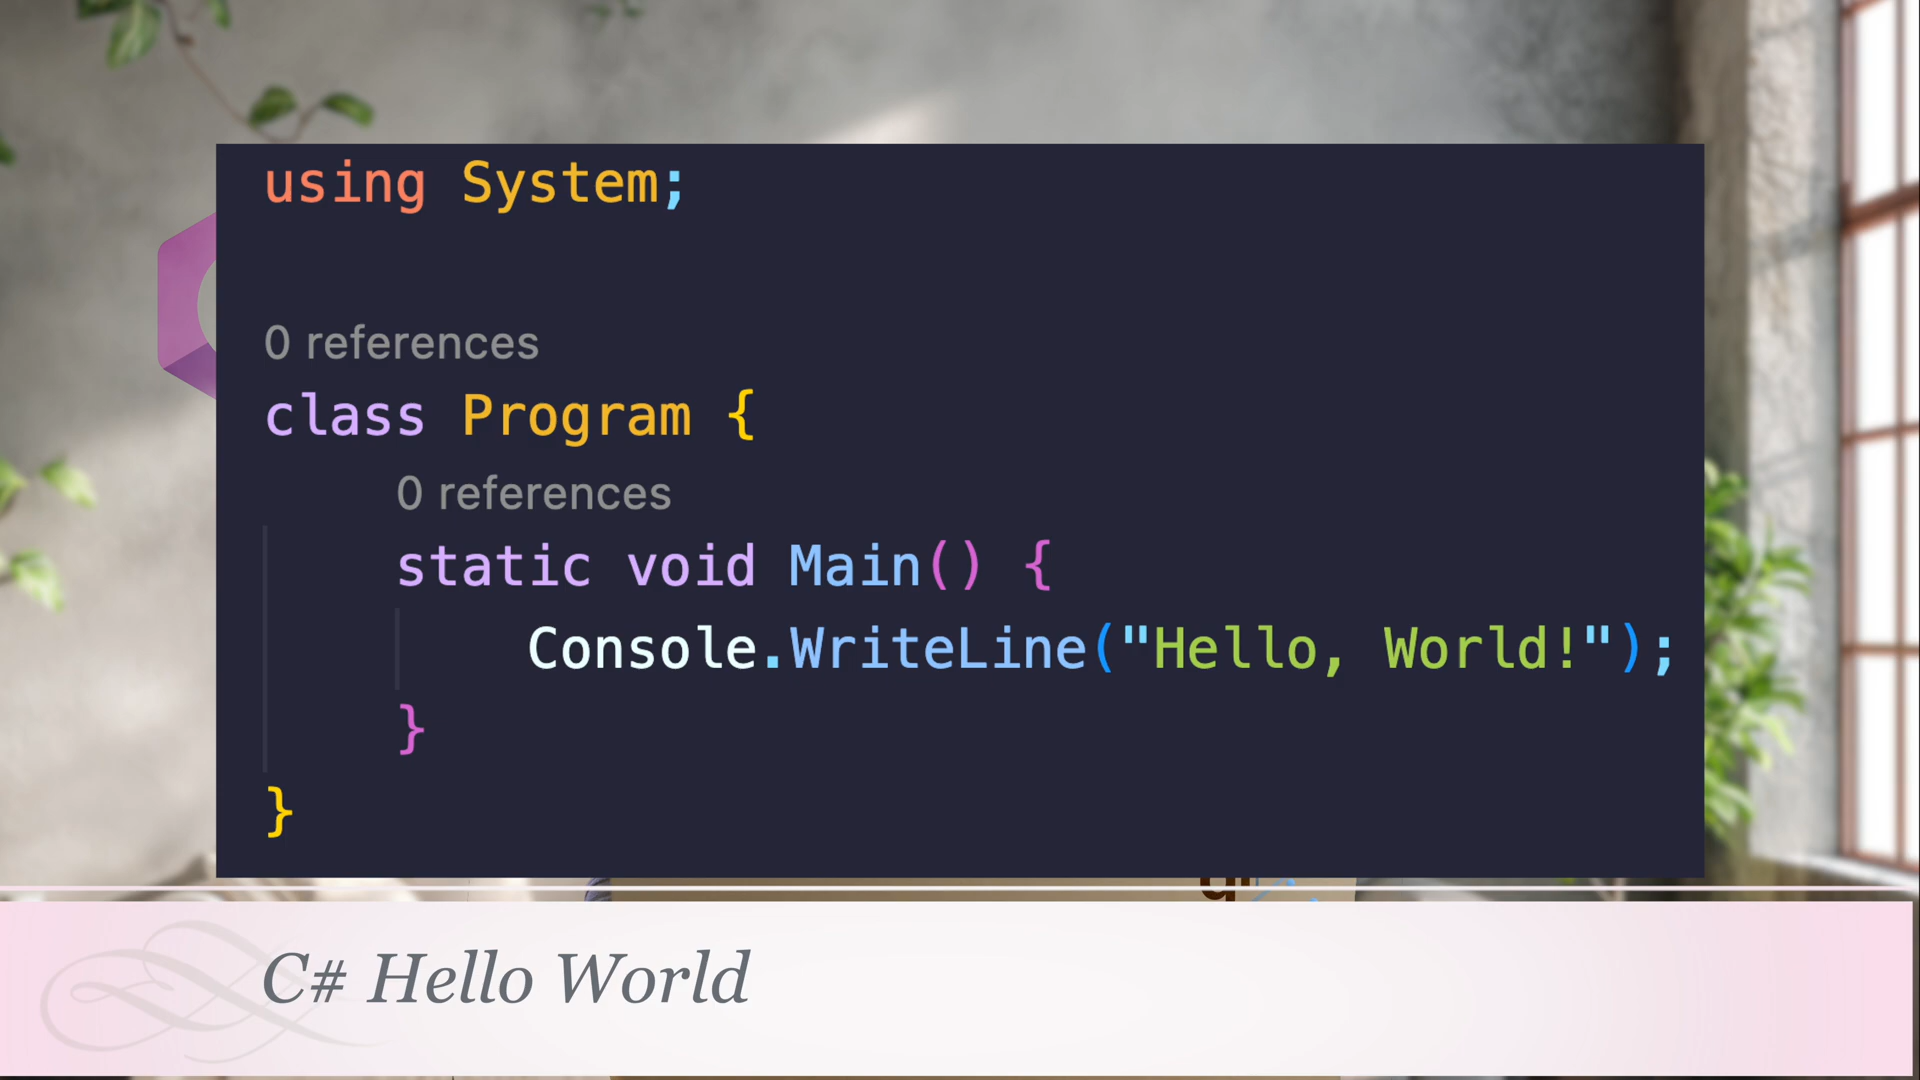 using System;
0 references
class Program {
0 references
static void Main() {
Console.WriteLine("Hello, World!");
}
}
C# Hello World